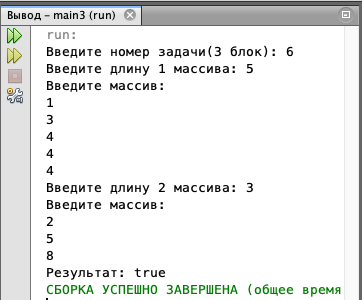 Вывод – main3 (run)
run:
Введите номер задачи(3 блок): 6
Введите длину 1 массива: 5
Введите массив:
1
3
4
4
4
Введите длину 2 массива: 3
Введите массив:
2
5
8
Результат: true
СБОРКА УСПЕШНО ЗАВЕРШЕНА (общее время